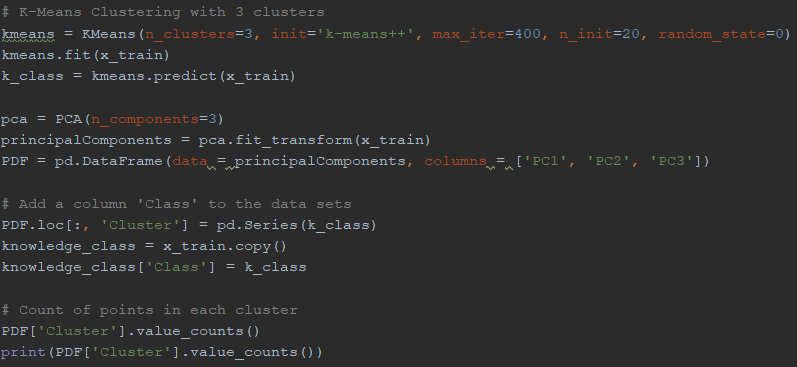 # K-Means Clustering with 3 clusters
kmeans = KMeans(n_clusters=3, init='k-means++', max_iter=400, n_init=20, random_state=0)
kmeans.fit(x_train)
k_class = kmeans.predict(x_train)
pca = PCA(n_components=3)
principalComponents = pca.fit_transform(x_train)
PDF = pd.DataFrame(data = principalComponents, columns = ['PC1', 'PC2', 'PC3'])
# Add a column 'Class' to the data sets
PDF.loc[:, 'Cluster'] = pd.Series(k_class)
knowledge_class = x_train.copy()
knowledge_class['Class'] = k_class
# Count of points in each cluster
PDF['Cluster'].value_counts()
print(PDF['Cluster'].value_counts())